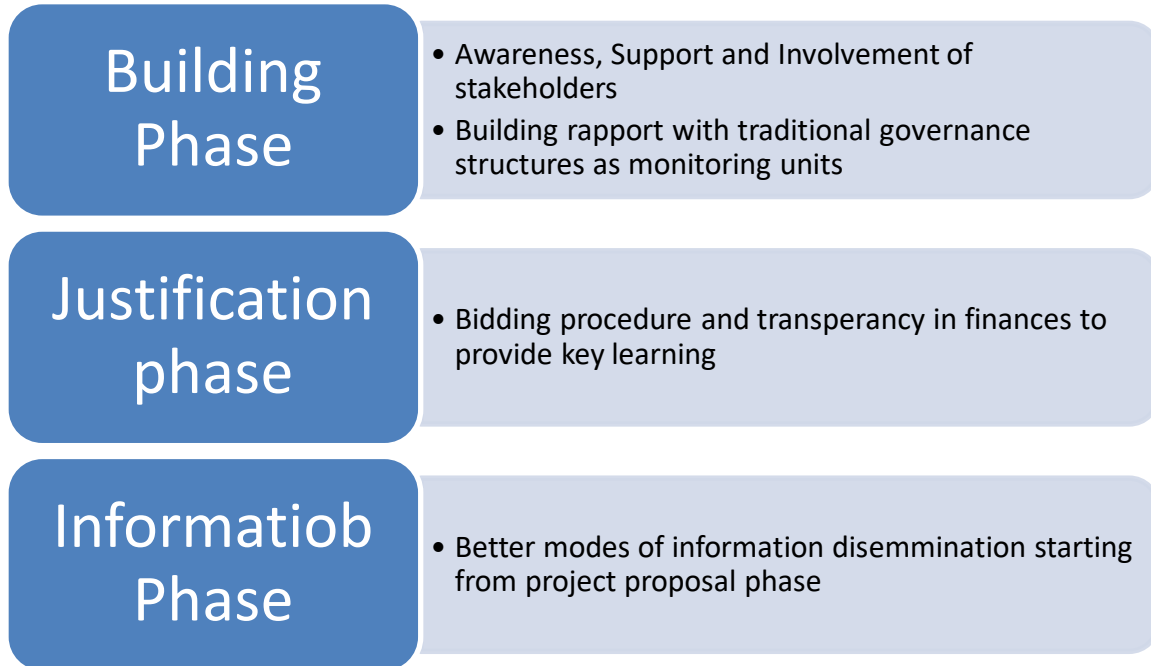 Building
Phase
• Awareness, Support and Involvement of
stakeholders
• Building rapport with traditional governance
structures as monitoring units
Justification
phase
• Bidding procedure and transperancy in finances to
provide key learning
Informatiob
Phase
• Better modes of information disemmination starting
from project proposal phase